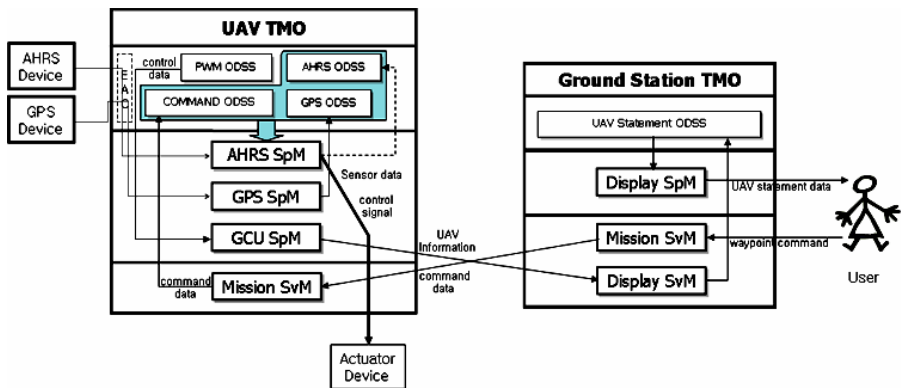 UAV TMO
AHRS
Device
GPS
Device
E
A
C
control
data
PWM ODSS
AHRS ODSS
COMMAND ODSS
GPS ODSS
AHRS SpM
Sensor data
GPS SpM
control
signal
GCU SpM
UAV
Information
command
data
Mission SvM
command
data
Actuator
Device
Ground Station TMO
UAV Statement ODSS
Display SpM
UAV statement data
Mission SvM
waypoint command
Display SvM
User